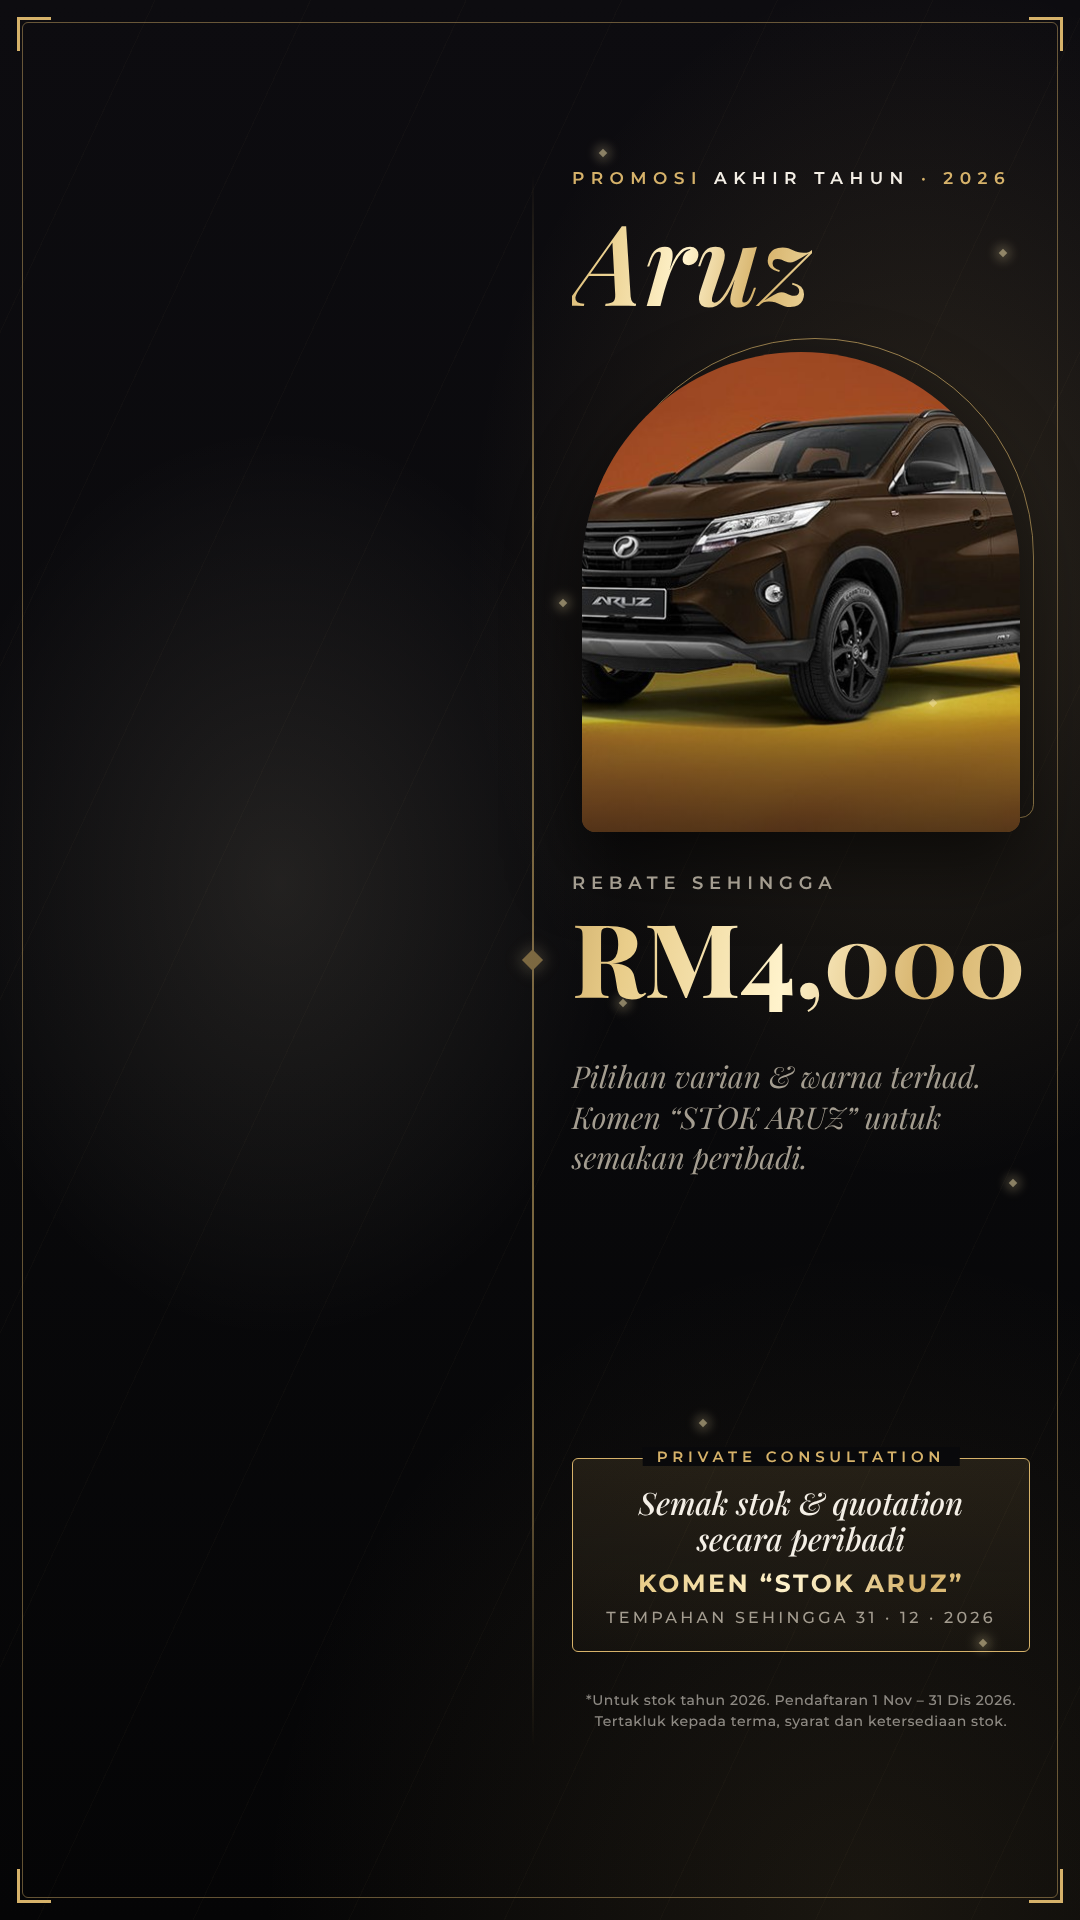 PROMOSI AKHIR TAHUN · 2026
Aruz
ARUZ
REBATE SEHINGGA
RM4,000
Pilihan varian & warna terhad.
Komen “STOK ARUZ” untuk
semakan peribadi.
PRIVATE CONSULTATION
Semak stok & quotation
secara peribadi
KOMEN “STOK ARUZ”
TEMPAHAN SEHINGGA 31 · 12 · 2026
*Untuk stok tahun 2026. Pendaftaran 1 Nov – 31 Dis 2026.
Tertakluk kepada terma, syarat dan ketersediaan stok.